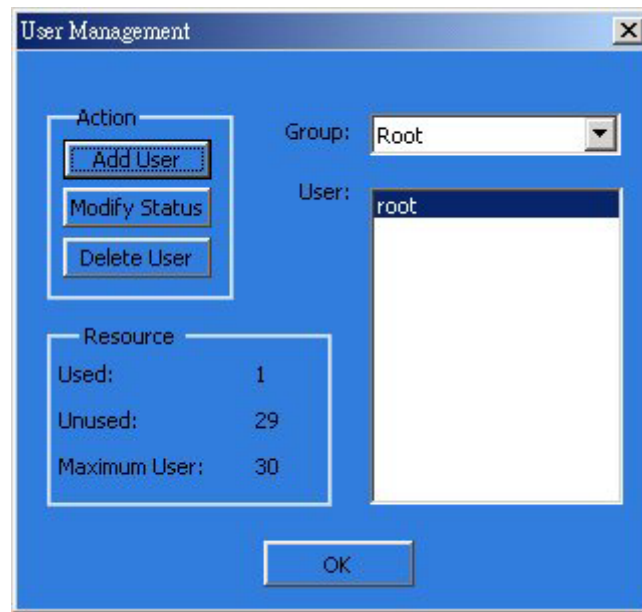 User Management
Action
Add User
Modify Status
Delete User
Group: Root
User: root
Resource
Used: 1
Unused: 29
Maximum User: 30
OK